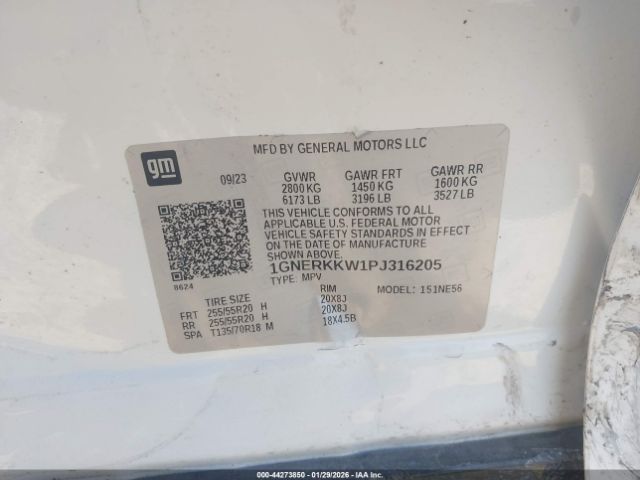 gm
MFD BY GENERAL MOTORS LLC
09/23
GVWR GAWR FRT GAWR RR
2800 KG 1450 KG 1600 KG
6173 LB 3196 LB 3527 LB
THIS VEHICLE CONFORMS TO ALL
APPLICABLE U.S. FEDERAL MOTOR
VEHICLE SAFETY STANDARDS IN EFFECT
ON THE DATE OF MANUFACTURE
SHOWN ABOVE.
1GNERKKW1PJ316205
8624
TYPE: MPV MODEL: 151NE56
TIRE SIZE RIM
FRT 255/55R20 H 20X8J
RR 255/55R20 H 20X8J
SPA T135/70R18 M 18X4.5B
000-44273850 | 01/29/2026 - © Copyright IAA, LLC